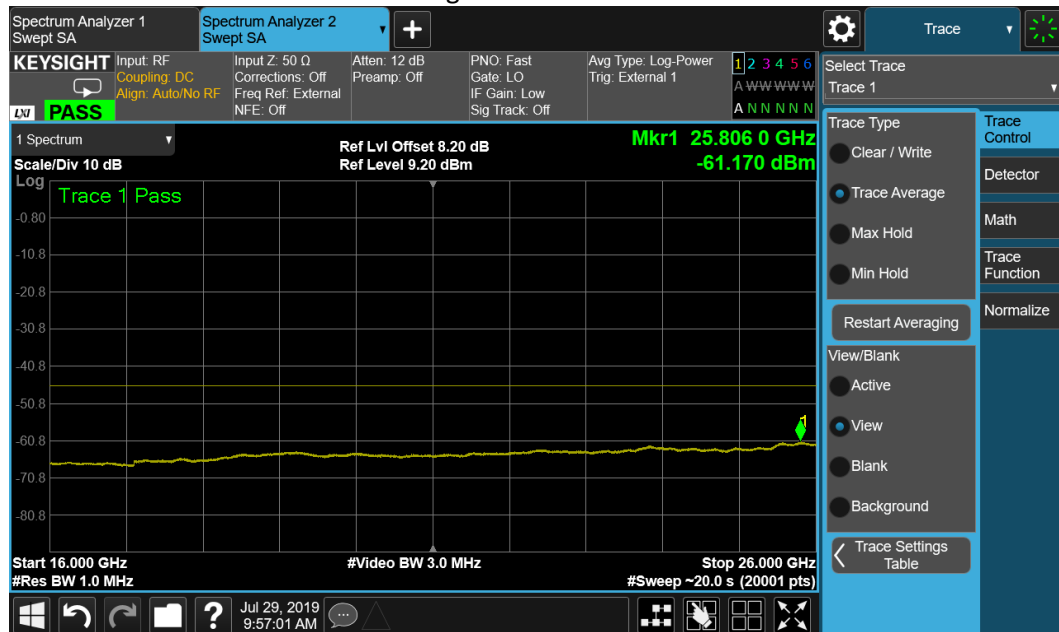 Spectrum Analyzer 1
Swept SA
Spectrum Analyzer 2
Swept SA
+
Trace
KEYSIGHT
LXI
PASS
Input: RF
Coupling: DC
Align: Auto/No RF
Input Z: 50 Ω
Corrections: Off
Freq Ref: External
NFE: Off
Atten: 12 dB
Preamp: Off
PNO: Fast
Gate: LO
IF Gain: Low
Sig Track: Off
Avg Type: Log-Power
Trig: External 1
1 2 3 4 5 6
A W W W W W
A N N N N N
Select Trace
Trace 1
1 Spectrum
Scale/Div 10 dB
Ref Lvl Offset 8.20 dB
Ref Level 9.20 dBm
Mkr1 25.806 0 GHz
-61.170 dBm
Log
Trace 1 Pass
-0.80
-10.8
-20.8
-30.8
-40.8
-50.8
-60.8
-70.8
-80.8
1
Start 16.000 GHz
#Res BW 1.0 MHz
#Video BW 3.0 MHz
Stop 26.000 GHz
#Sweep ~20.0 s (20001 pts)
Trace Type
Clear / Write
Trace Average
Max Hold
Min Hold
Restart Averaging
View/Blank
Active
View
Blank
Background
Trace Settings
Table
Trace
Control
Detector
Math
Trace
Function
Normalize
?
Jul 29, 2019
9:57:01 AM